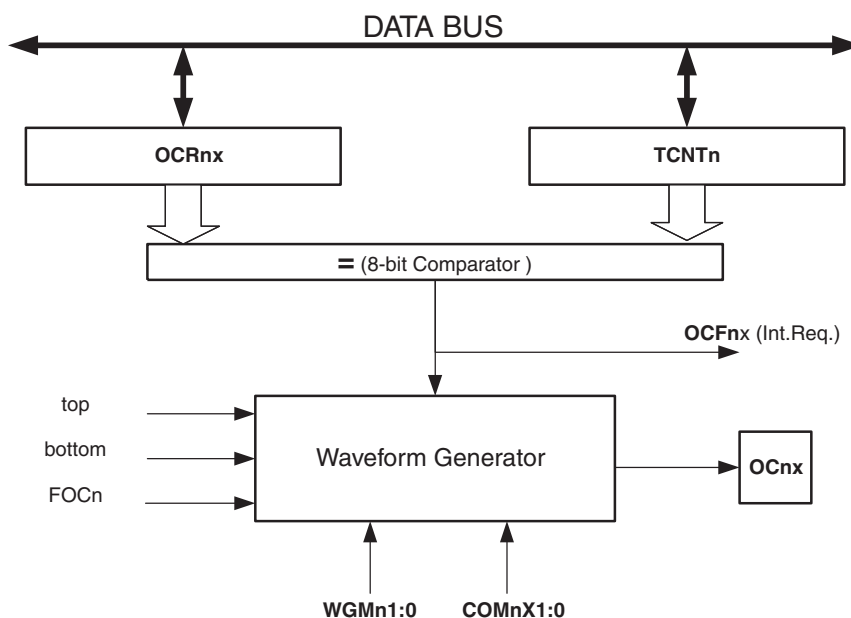 DATA BUS
OCRnx
TCNTn
= (8-bit Comparator )
OCFnx (Int.Req.)
top
bottom
FOCn
Waveform Generator
OCnx
WGMn1:0
COMnX1:0